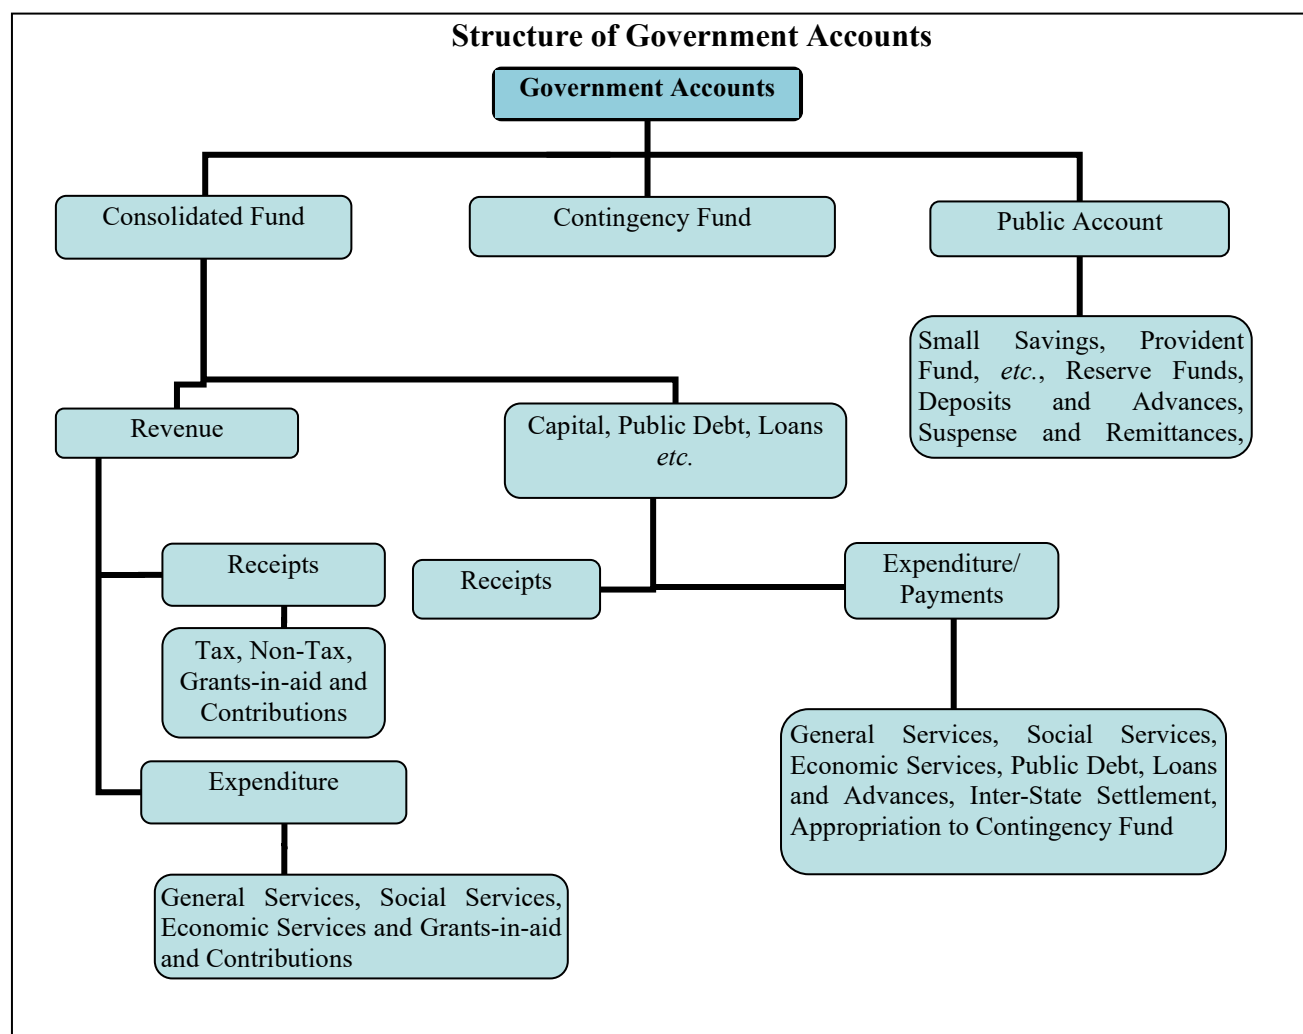 Structure of Government Accounts
Government Accounts
Consolidated Fund
Contingency Fund
Public Account
Small Savings, Provident
Fund, etc., Reserve Funds,
Deposits and Advances,
Suspense and Remittances,
Revenue
Capital, Public Debt, Loans
etc.
Receipts
Tax, Non-Tax,
Grants-in-aid and
Contributions
Expenditure
General Services, Social Services,
Economic Services and Grants-in-aid
and Contributions
Receipts
Expenditure/
Payments
General Services, Social Services,
Economic Services, Public Debt, Loans
and Advances, Inter-State Settlement,
Appropriation to Contingency Fund